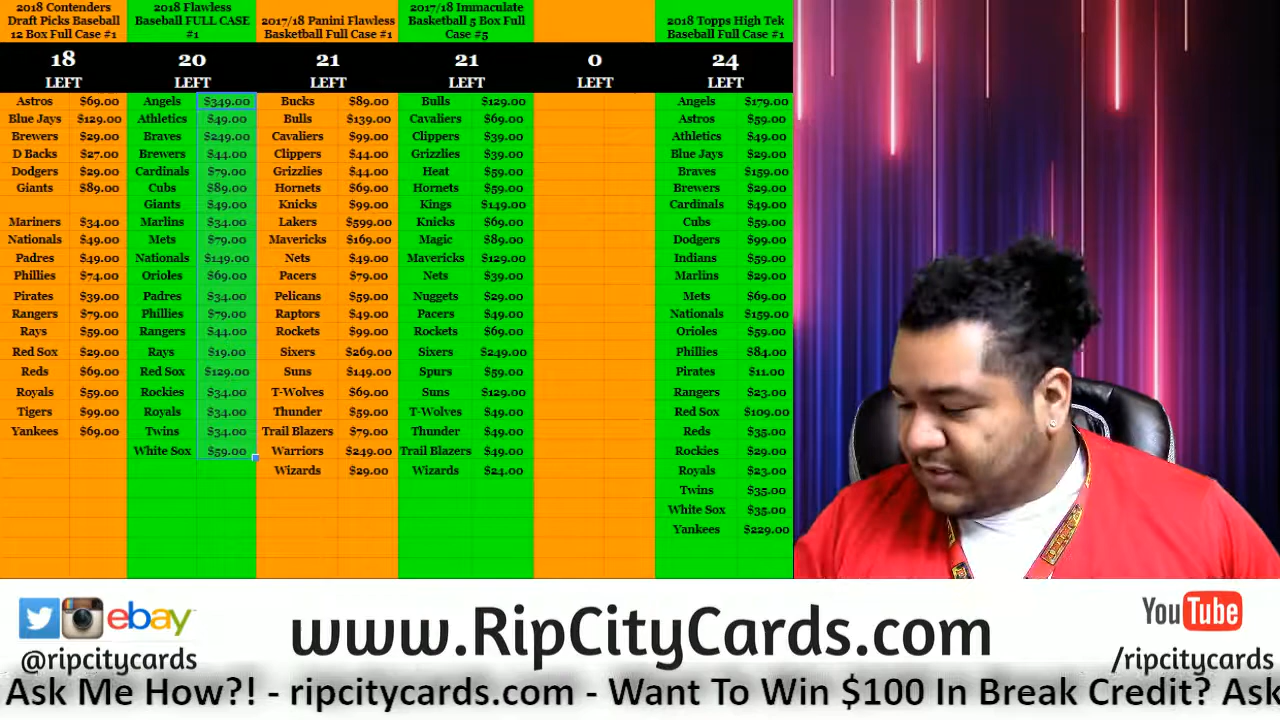 2018 Contenders
Draft Picks Baseball
12 Box Full Case #1
18
LEFT
Astros $69.00
Blue Jays $129.00
Brewers $29.00
D Backs $27.00
Dodgers $29.00
Giants $89.00
Mariners $34.00
Nationals $49.00
Padres $49.00
Phillies $74.00
Pirates $39.00
Rangers $79.00
Rays $59.00
Red Sox $29.00
Reds $69.00
Royals $59.00
Tigers $99.00
Yankees $69.00
2018 Flawless
Baseball FULL CASE
#1
20
LEFT
Angels $349.00
Athletics $49.00
Braves $249.00
Brewers $44.00
Cardinals $79.00
Cubs $89.00
Giants $49.00
Marlins $34.00
Mets $79.00
Nationals $149.00
Orioles $69.00
Padres $34.00
Phillies $79.00
Rangers $44.00
Rays $19.00
Red Sox $129.00
Rockies $34.00
Royals $34.00
Twins $34.00
White Sox $59.00
2017/18 Panini Flawless
Basketball Full Case #1
21
LEFT
Bucks $89.00
Bulls $139.00
Cavaliers $99.00
Clippers $44.00
Grizzlies $44.00
Hornets $69.00
Knicks $99.00
Lakers $599.00
Mavericks $169.00
Nets $49.00
Pacers $79.00
Pelicans $59.00
Raptors $49.00
Rockets $99.00
Sixers $269.00
Suns $149.00
T-Wolves $69.00
Thunder $59.00
Trail Blazers $79.00
Warriors $249.00
Wizards $29.00
2017/18 Immaculate
Basketball 5 Box Full
Case #5
21
LEFT
Bulls $129.00
Cavaliers $69.00
Clippers $39.00
Grizzlies $39.00
Heat $59.00
Hornets $59.00
Kings $149.00
Knicks $69.00
Magic $89.00
Mavericks $129.00
Nets $39.00
Nuggets $29.00
Pacers $49.00
Rockets $69.00
Sixers $249.00
Spurs $59.00
Suns $129.00
T-Wolves $49.00
Thunder $49.00
Trail Blazers $49.00
Wizards $24.00
0
LEFT
2018 Topps High Tek
Baseball Full Case #1
24
LEFT
Angels $179.00
Astros $59.00
Athletics $49.00
Blue Jays $29.00
Braves $159.00
Brewers $29.00
Cardinals $49.00
Cubs $59.00
Dodgers $99.00
Indians $59.00
Marlins $29.00
Mets $69.00
Nationals $159.00
Orioles $59.00
Phillies $84.00
Pirates $11.00
Rangers $23.00
Red Sox $109.00
Reds $35.00
Rockies $29.00
Royals $23.00
Twins $35.00
White Sox $35.00
Yankees $229.00
ebay
@ripcitycards
www.RipCityCards.com
YouTube
/ripcitycards
Ask Me How?! - ripcitycards.com - Want To Win $100 In Break Credit? Ask